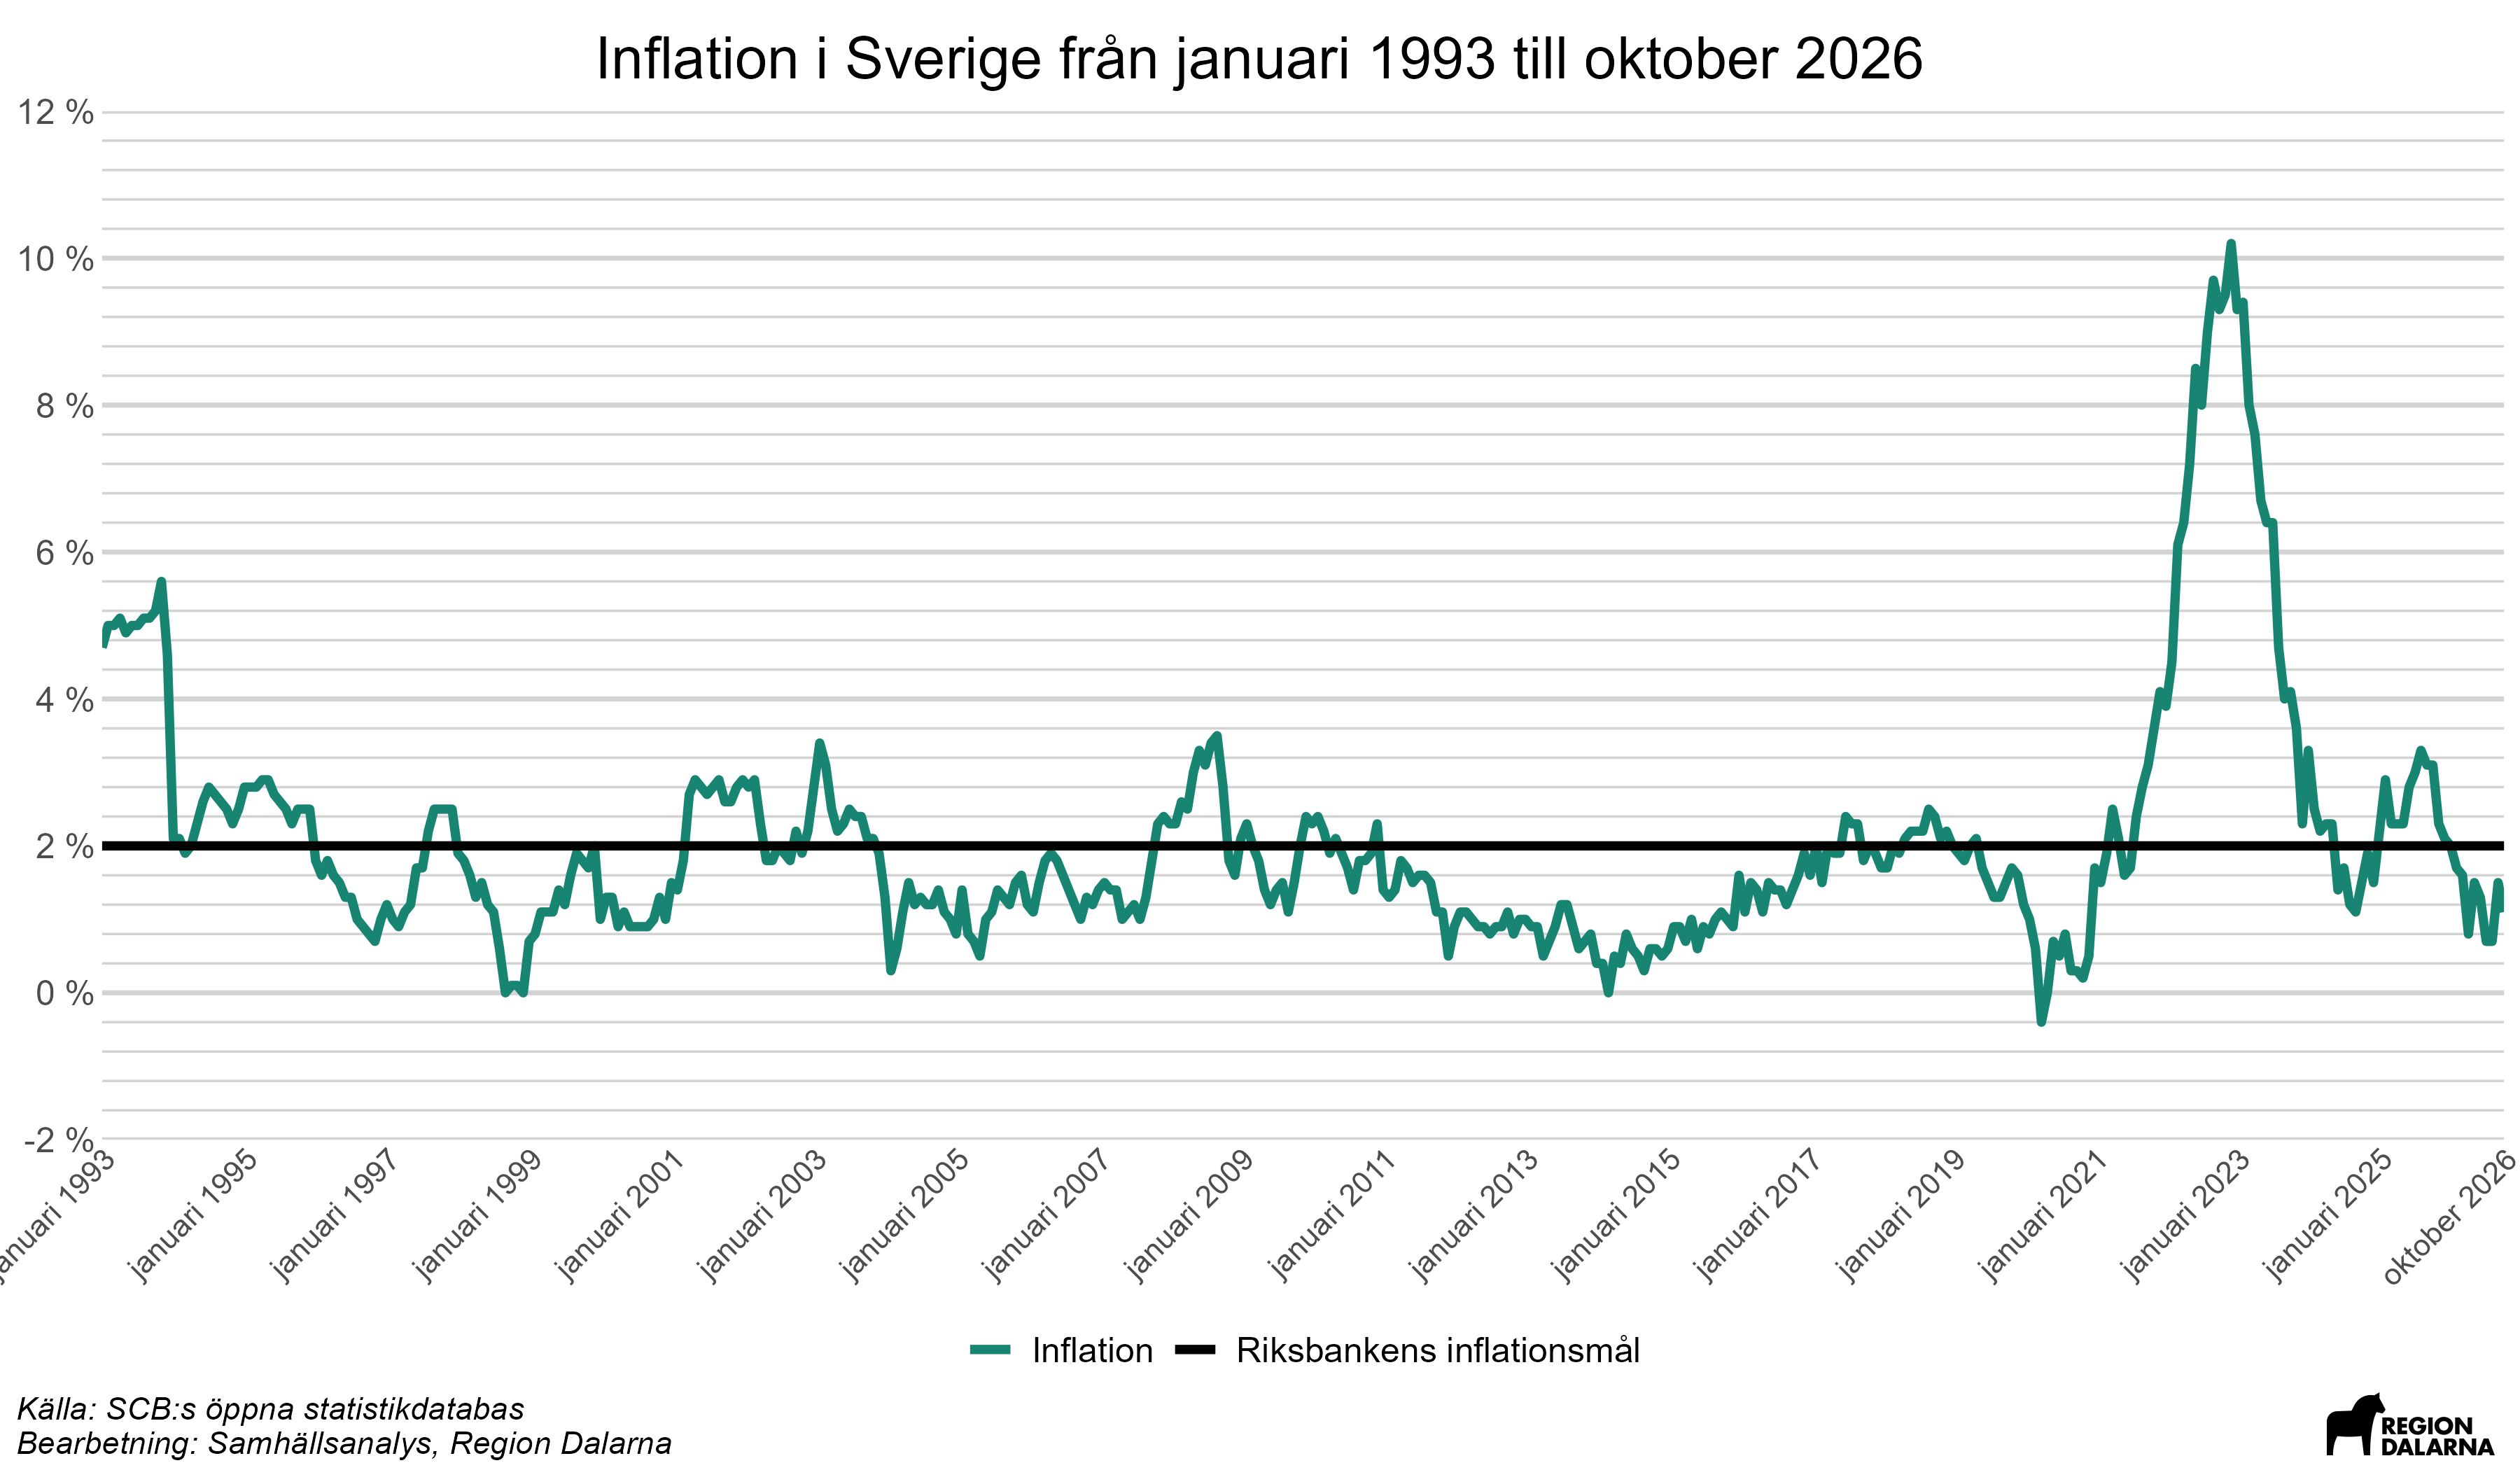 Inflation i Sverige från januari 1993 till oktober 2026
12 %
10 %
8 %
6 %
4 %
2 %
0 %
-2 %
januari 1993
januari 1995
januari 1997
januari 1999
januari 2001
januari 2003
januari 2005
januari 2007
januari 2009
januari 2011
januari 2013
januari 2015
januari 2017
januari 2019
januari 2021
januari 2023
januari 2025
oktober 2026
Inflation
Riksbankens inflationsmål
Källa: SCB:s öppna statistikdatabas
Bearbetning: Samhällsanalys, Region Dalarna
REGION
DALARNA